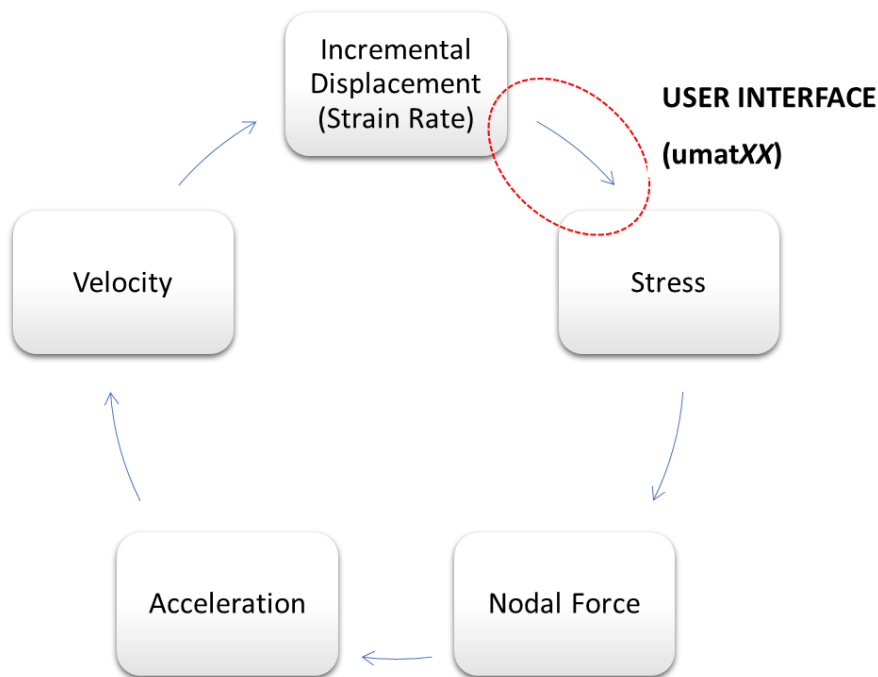 Incremental
Displacement
(Strain Rate)
USER INTERFACE
(umatXX)
Stress
Nodal Force
Acceleration
Velocity